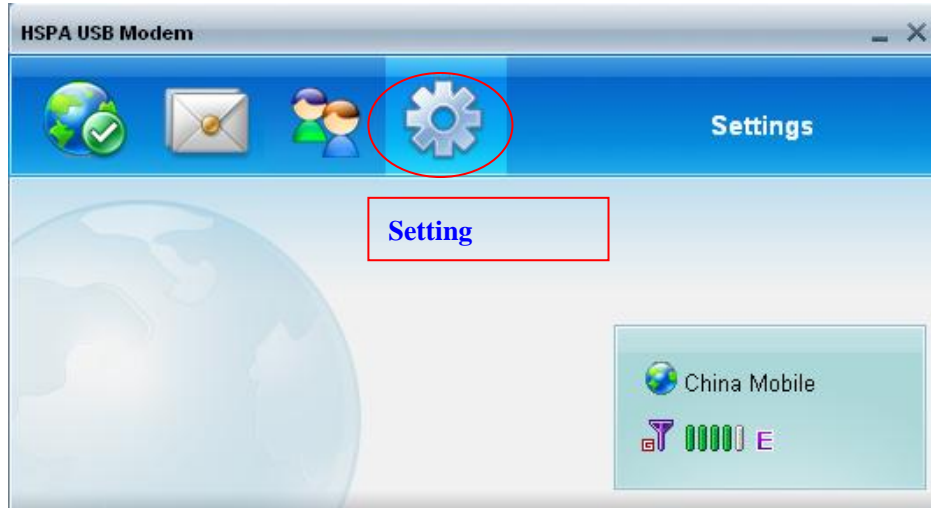 HSPA USB Modem
Settings
Setting
China Mobile
G
E